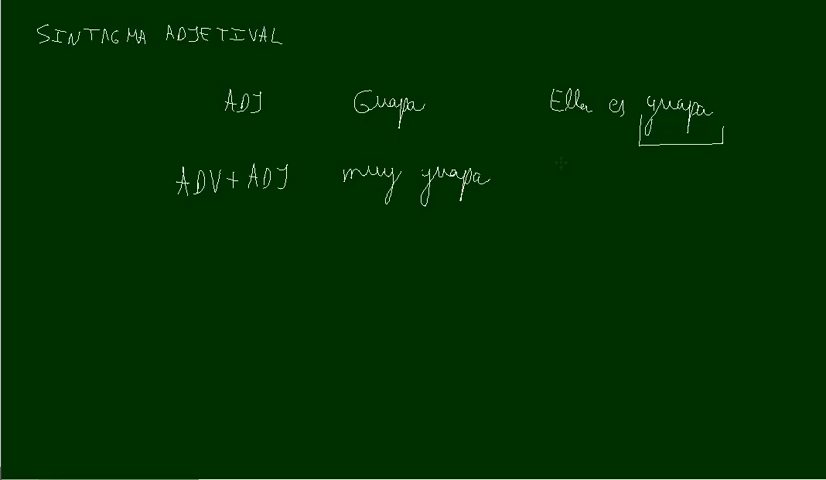 SINTAGMA ADJETIVAL
ADJ Guapa Ella es guapa
ADV + ADJ muy guapa